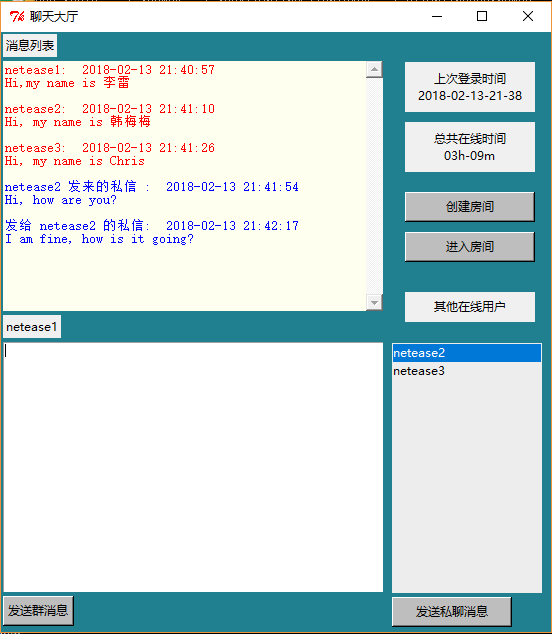 聊天大厅
消息列表
netease1:  2018-02-13 21:40:57
Hi,my name is 李雷
netease2:  2018-02-13 21:41:10
Hi, my name is 韩梅梅
netease3:  2018-02-13 21:41:26
Hi, my name is Chris
netease2 发来的私信 :  2018-02-13 21:41:54
Hi, how are you?
发给 netease2 的私信:  2018-02-13 21:42:17
I am fine, how is it going?
上次登录时间
2018-02-13-21-38
总共在线时间
03h-09m
创建房间
进入房间
其他在线用户
netease1
netease2
netease3
发送群消息
发送私聊消息